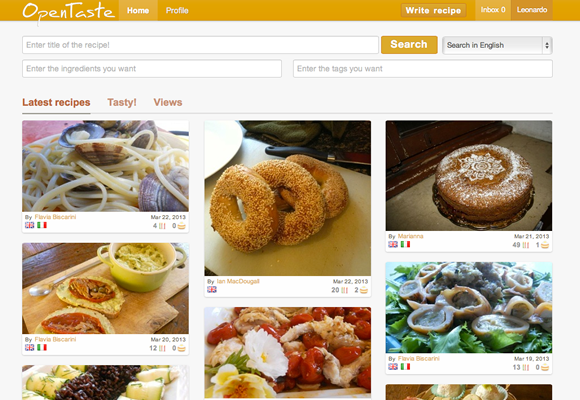 OpenTaste Home Profile Write recipe Inbox 0 Leonardo
Enter title of the recipe! Search Search in English
Enter the ingredients you want Enter the tags you want
Latest recipes Tasty! Views
By Flavia Biscarini Mar 22, 2013
4 0
By Ian MacDougall Mar 22, 2013
20 2
By Marianna Mar 21, 2013
49 1
By Flavia Biscarini Mar 20, 2013
12 0
By Flavia Biscarini Mar 19, 2013
13 0